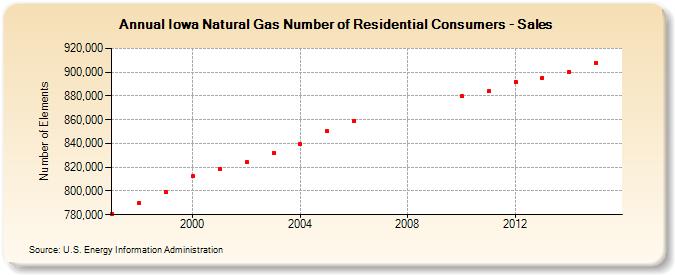 Annual Iowa Natural Gas Number of Residential Consumers - Sales
Number of Elements
920,000
900,000
880,000
860,000
840,000
820,000
800,000
780,000
2000 2004 2008 2012
Source: U.S. Energy Information Administration